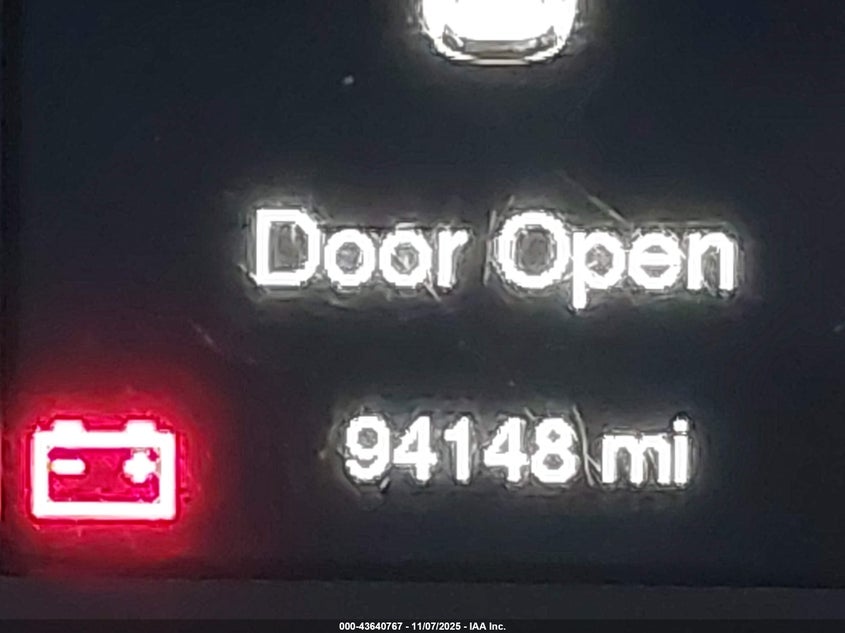 Door Open
94148 mi
000-43640767 - 11/07/2025 - IAA Inc.